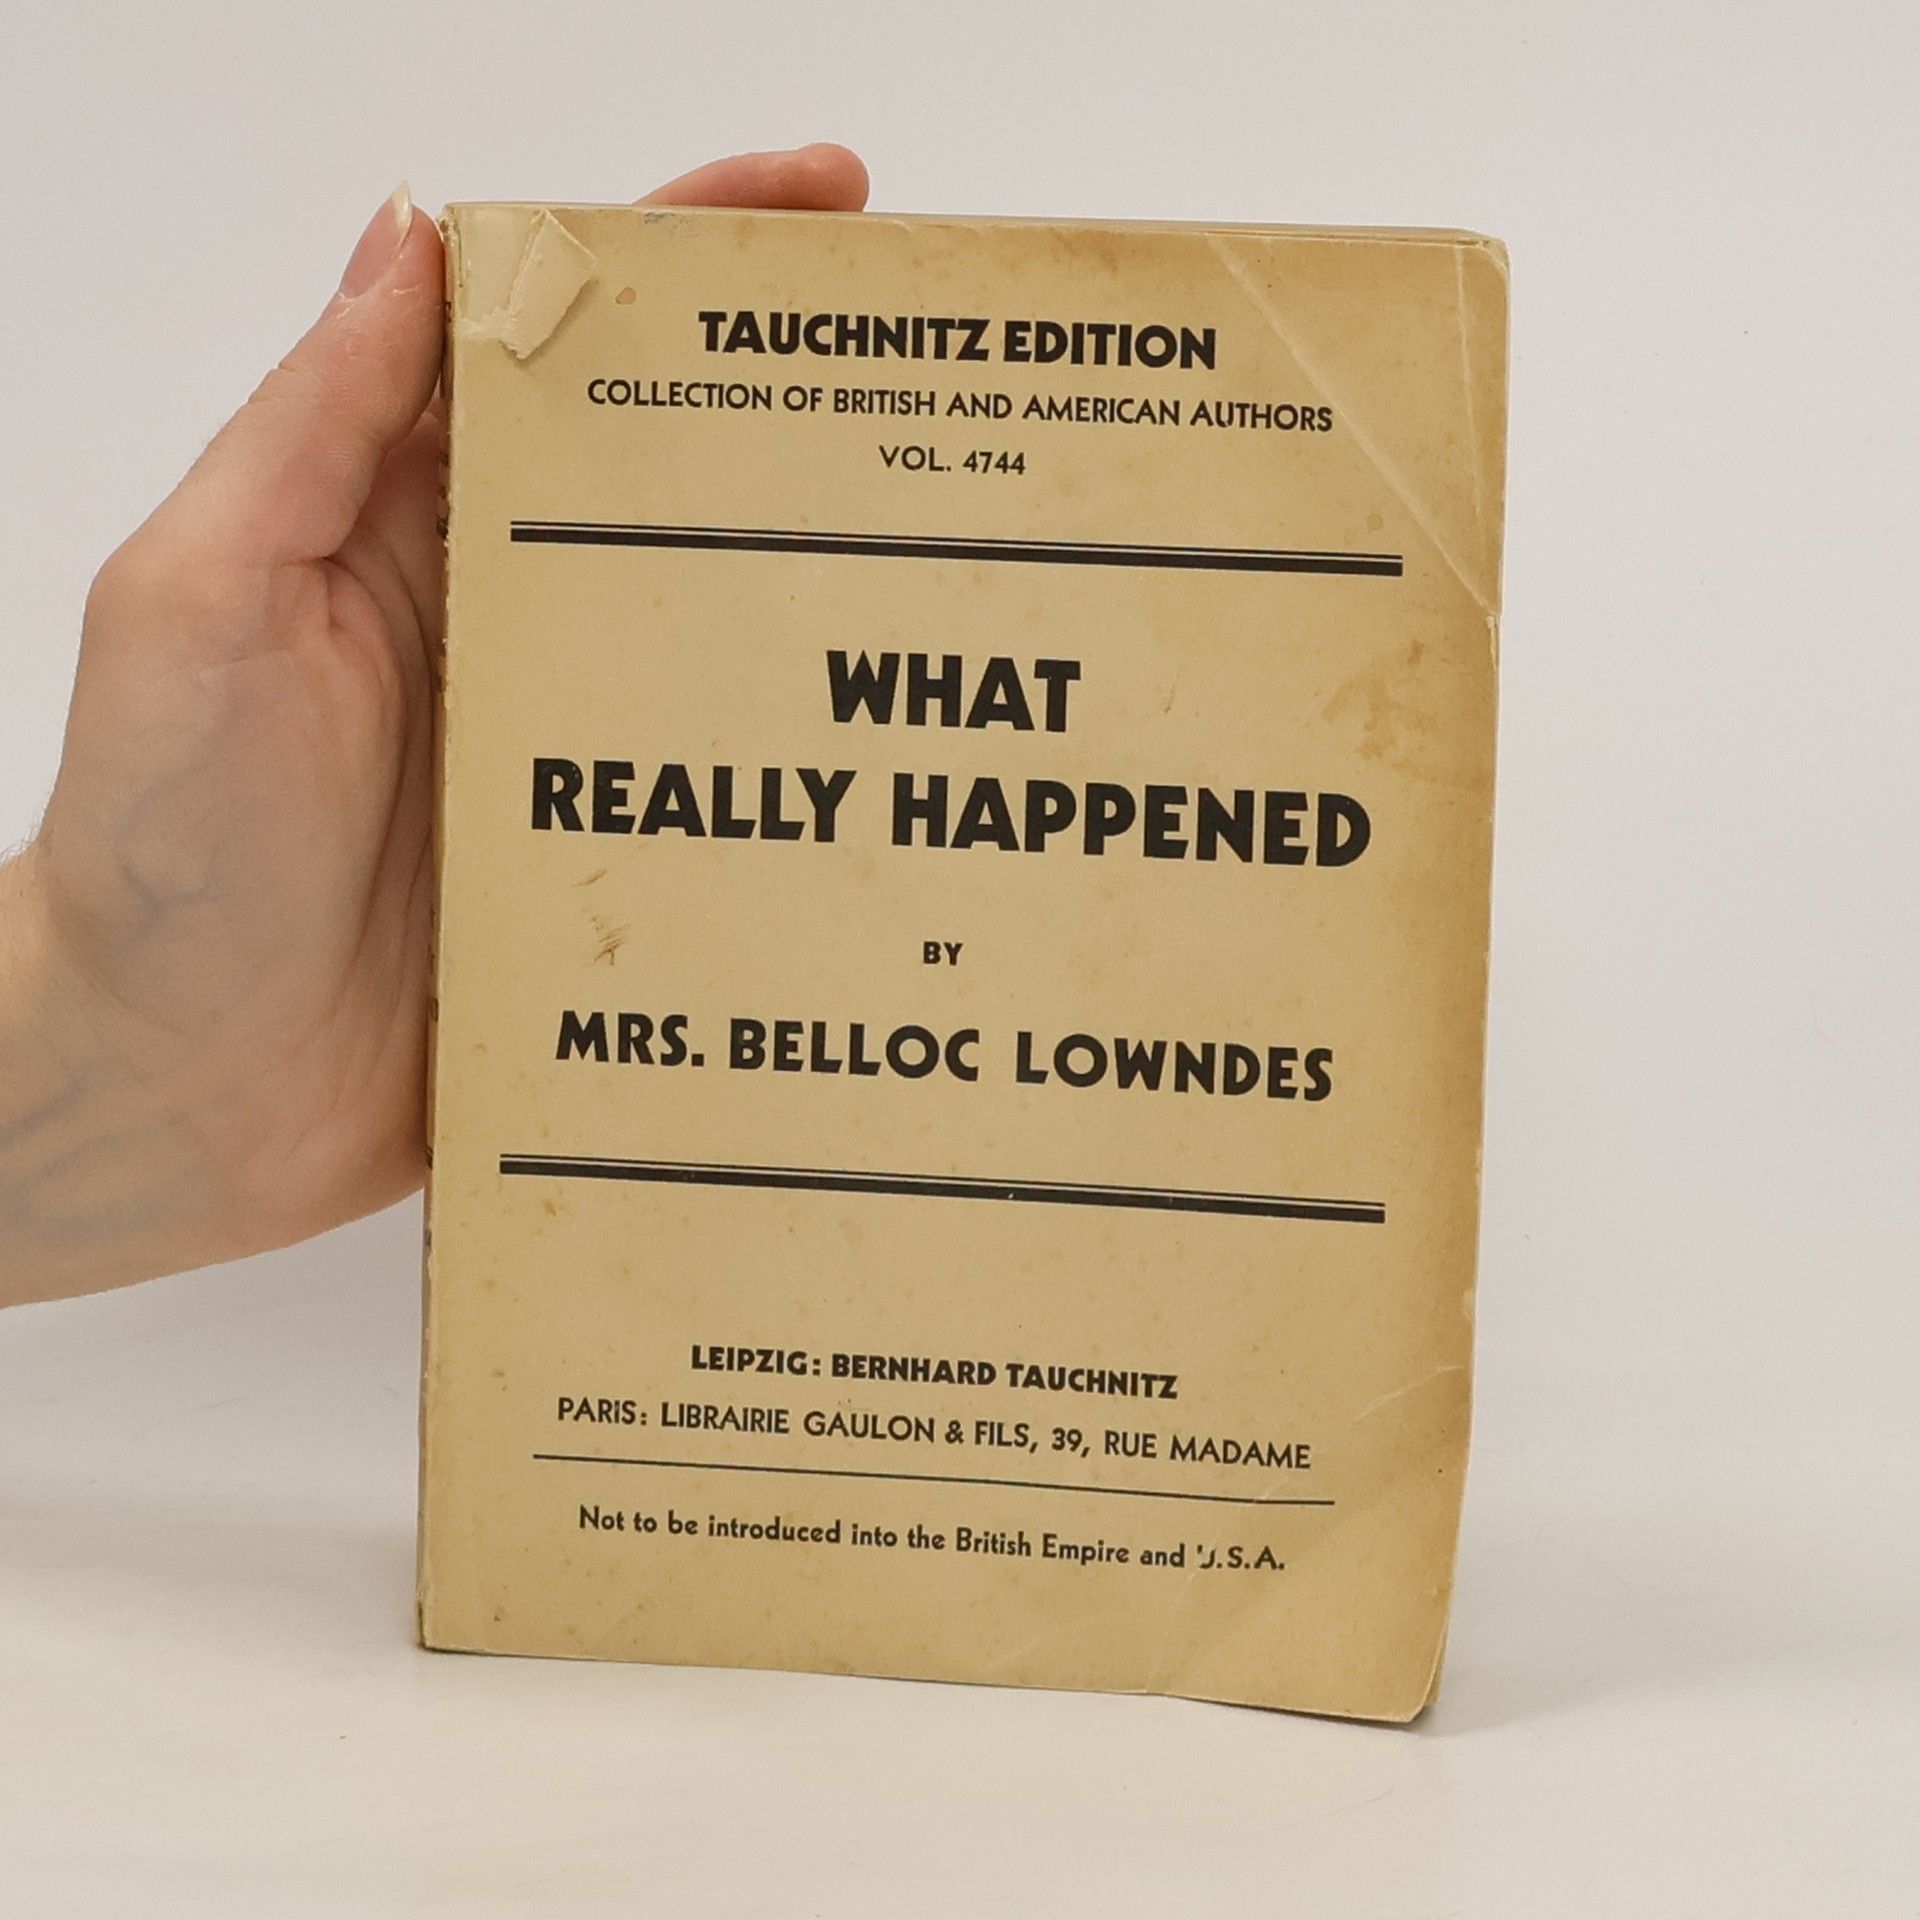 TAUCHNITZ EDITION
COLLECTION OF BRITISH AND AMERICAN AUTHORS
VOL. 4744
WHAT
REALLY HAPPENED
BY
MRS. BELLOC LOWNDES
LEIPZIG: BERNHARD TAUCHNITZ
PARIS: LIBRAIRIE GAULON & FILS, 39, RUE MADAME
Not to be introduced into the British Empire and U.S.A.